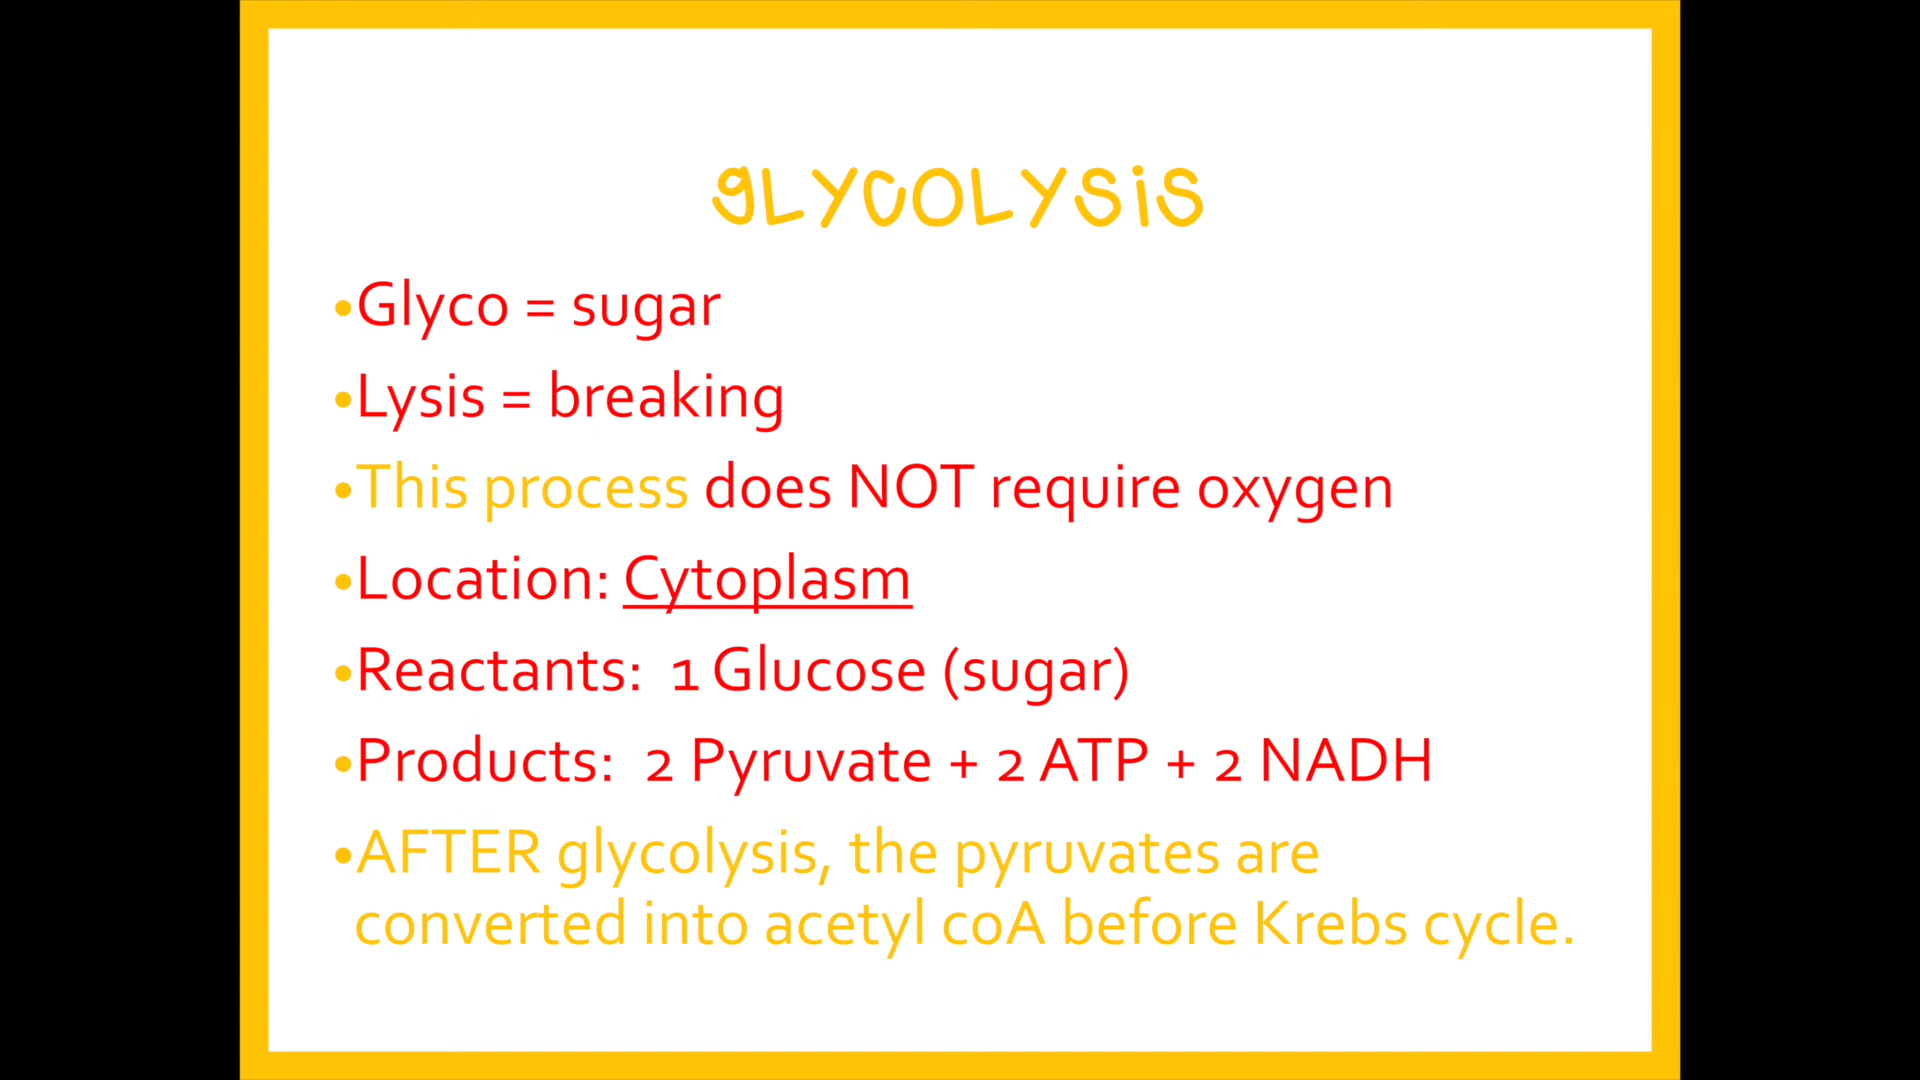 gLYCOLYSiS
•Glyco = sugar
•Lysis = breaking
•This process does NOT require oxygen
•Location: Cytoplasm
•Reactants: 1 Glucose (sugar)
•Products: 2 Pyruvate + 2 ATP + 2 NADH
•AFTER glycolysis, the pyruvates are
converted into acetyl coA before Krebs cycle.